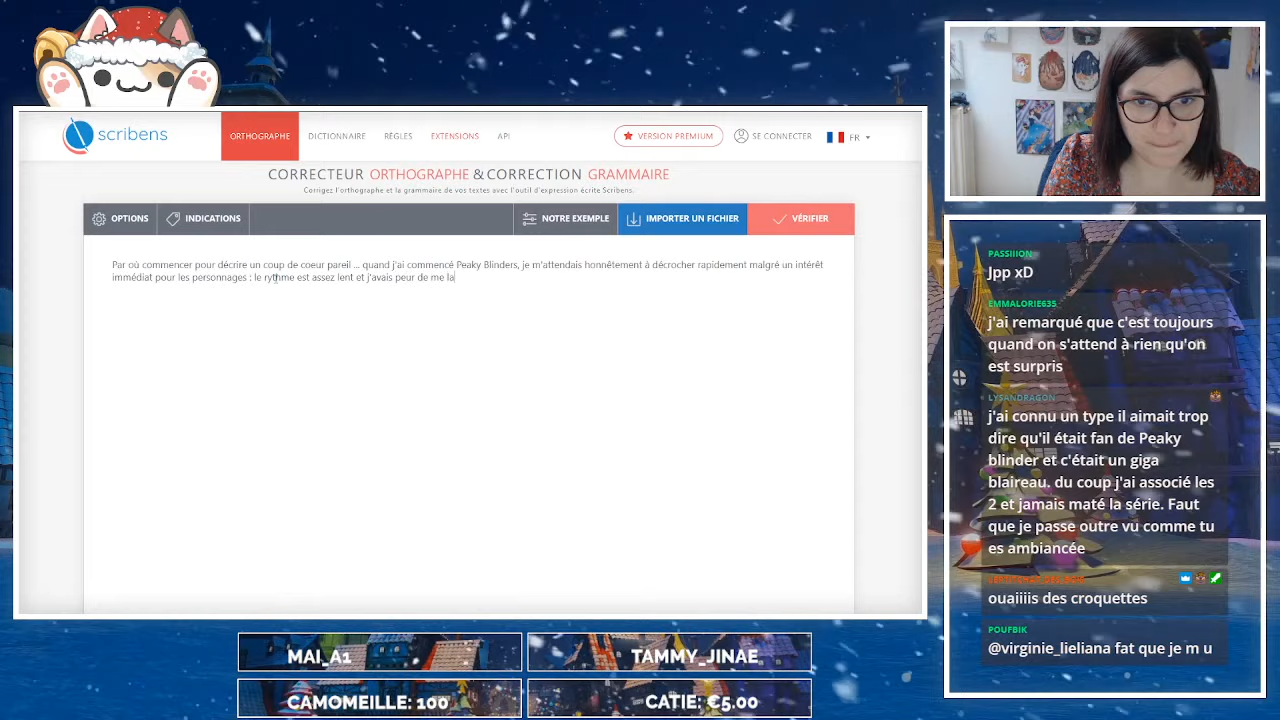 scribens
ORTHOGRAPHE
DICTIONNAIRE
RÈGLES
EXTENSIONS
API
VERSION PREMIUM
SE CONNECTER
FR
CORRECTEUR ORTHOGRAPHE & CORRECTION GRAMMAIRE
Corrigez l'orthographe et la grammaire de vos textes avec l'outil d'expression écrite Scribens.
OPTIONS
INDICATIONS
NOTRE EXEMPLE
IMPORTER UN FICHIER
VÉRIFIER
Par où commencer pour décrire un coup de coeur pareil ... quand j'ai commencé Peaky Blinders, je m'attendais honnêtement à décrocher rapidement malgré un intérêt
immédiat pour les personnages : le rythme est assez lent et j'avais peur de me la
PASSIIION
Jpp xD
EMMALORIE635
j'ai remarqué que c'est toujours
quand on s'attend à rien qu'on
est surpris
LYSANDRAGON
j'ai connu un type il aimait trop
dire qu'il était fan de Peaky
blinder et c'était un giga
blaireau. du coup j'ai associé les
2 et jamais maté la série. Faut
que je passe outre vu comme tu
es ambiancée
ouaiiiis des croquettes
POUFBIK
@virginie_lieliana fat que je m u
MAI_A1
TAMMY_JINAE
CAMOMEILLE: 100
CATIE: €5.00